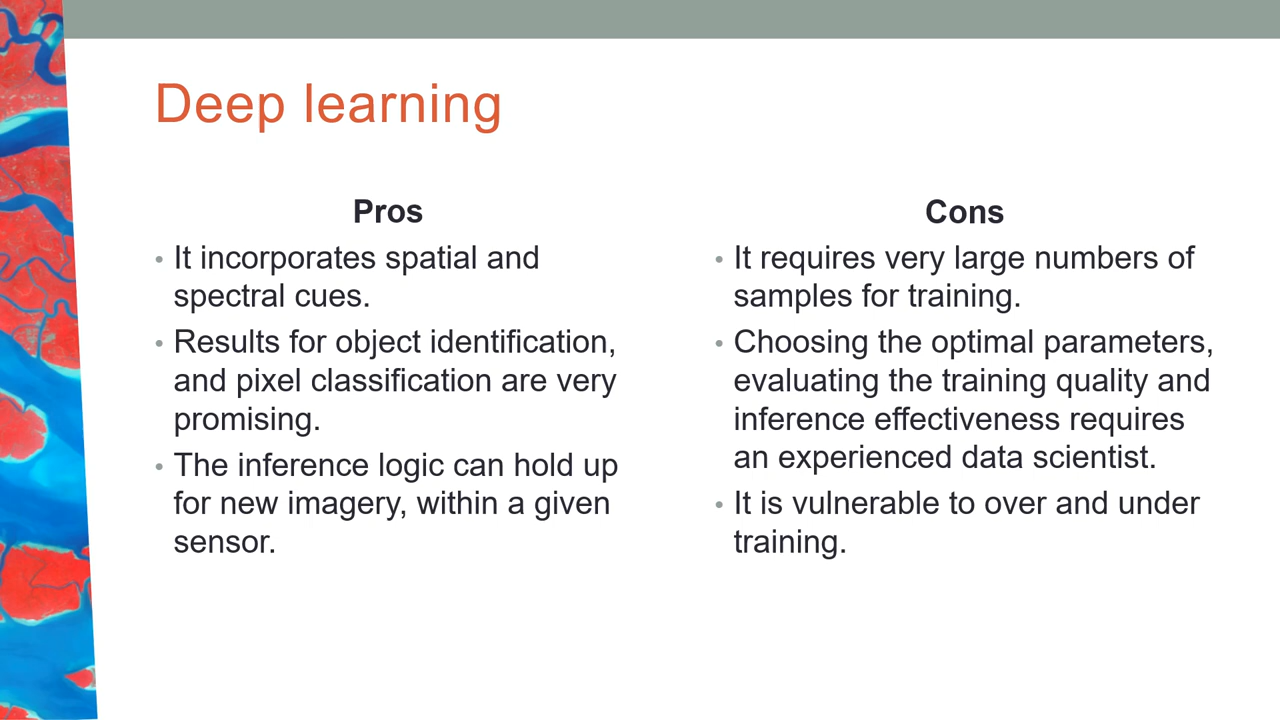 Deep learning
Pros
• It incorporates spatial and
spectral cues.
• Results for object identification,
and pixel classification are very
promising.
• The inference logic can hold up
for new imagery, within a given
sensor.
Cons
• It requires very large numbers of
samples for training.
• Choosing the optimal parameters,
evaluating the training quality and
inference effectiveness requires
an experienced data scientist.
• It is vulnerable to over and under
training.